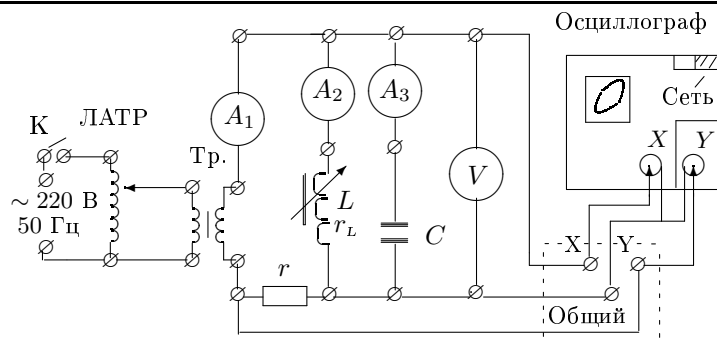 Осциллограф
Сеть
X Y
К ЛАТР
Тр.
~ 220 В
50 Гц
A1
A2
A3
V
L
rL
C
r
X Y
Общий